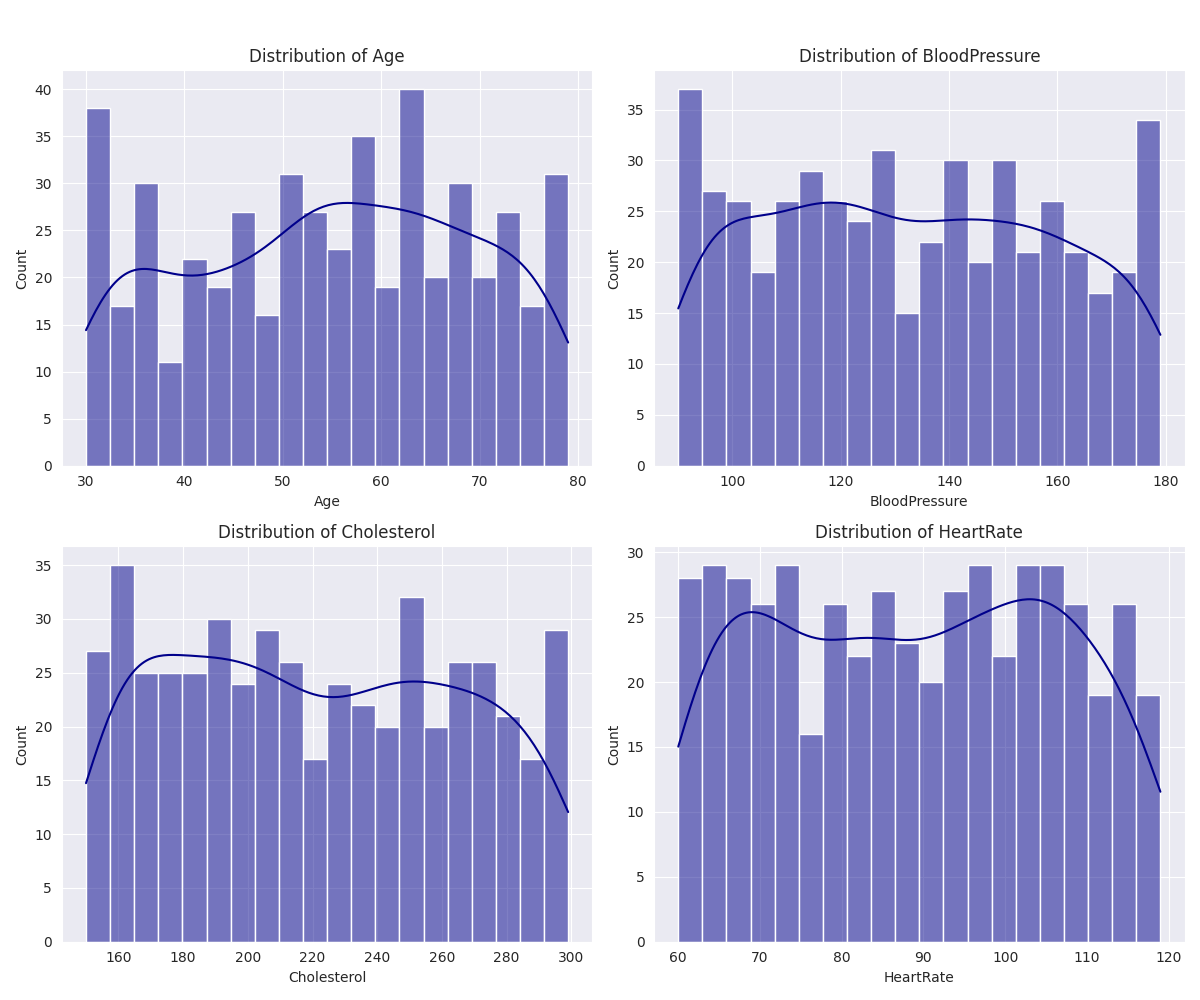 Distribution of Age
40
35
30
25
20
15
10
5
0
Count
30 40 50 60 70 80
Age
Distribution of BloodPressure
35
30
25
20
15
10
5
0
Count
100 120 140 160 180
BloodPressure
Distribution of Cholesterol
35
30
25
20
15
10
5
0
Count
160 180 200 220 240 260 280 300
Cholesterol
Distribution of HeartRate
30
25
20
15
10
5
0
Count
60 70 80 90 100 110 120
HeartRate